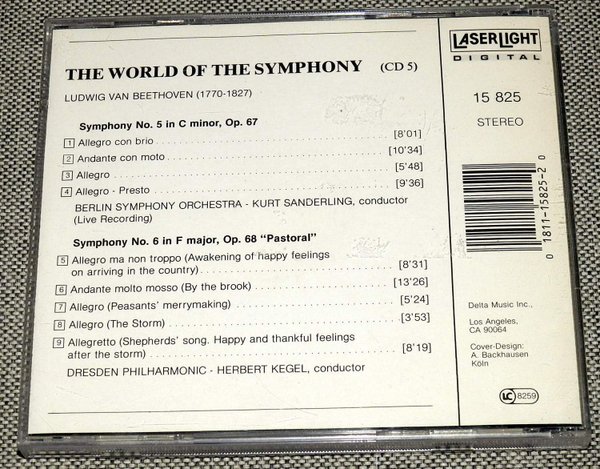 THE WORLD OF THE SYMPHONY (CD 5)
LUDWIG VAN BEETHOVEN (1770-1827)
Symphony No. 5 in C minor, Op. 67
1 Allegro con brio [8'01]
2 Andante con moto [10'34]
3 Allegro [5'48]
4 Allegro - Presto [9'36]
BERLIN SYMPHONY ORCHESTRA - KURT SANDERLING, conductor
(Live Recording)
Symphony No. 6 in F major, Op. 68 "Pastoral"
5 Allegro ma non troppo (Awakening of happy feelings
on arriving in the country) [8'31]
6 Andante molto mosso (By the brook) [13'26]
7 Allegro (Peasants' merrymaking) [5'24]
8 Allegro (The Storm) [3'53]
9 Allegretto (Shepherds' song. Happy and thankful feelings
after the storm) [8'19]
DRESDEN PHILHARMONIC - HERBERT KEGEL, conductor
LASERLIGHT
DIGITAL
15 825
STEREO
0 1811-15825-2 0
Delta Music Inc.,
Los Angeles,
CA 90064
Cover-Design:
A. Backhausen
Köln
LC 8259